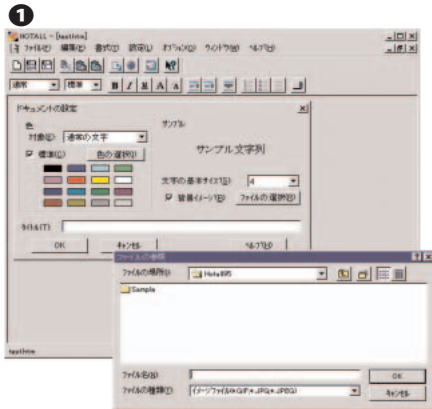 ❶
HOTALL - [testhtm]
ファイル(F) 編集(E) 書式(D) 設定(L) オプション(O) ウィンドウ(W) ヘルプ(H)
通常 標準 B I U A A
ドキュメントの設定
色 サンプル
対象(E) 通常の文字
標準(C) 色の選択(J) サンプル文字列
文字の基本サイズ(S) 4
背景イメージ(B) ファイルの選択(B)
タイトル(T)
OK キャンセル ヘルプ(H)
ファイルの参照
ファイルの場所(I) Hotall95
Sample
ファイル名(N) OK
ファイルの種類(T) イメージファイル(*.GIF;*.JPG;*.JPEG) キャンセル
testhtm